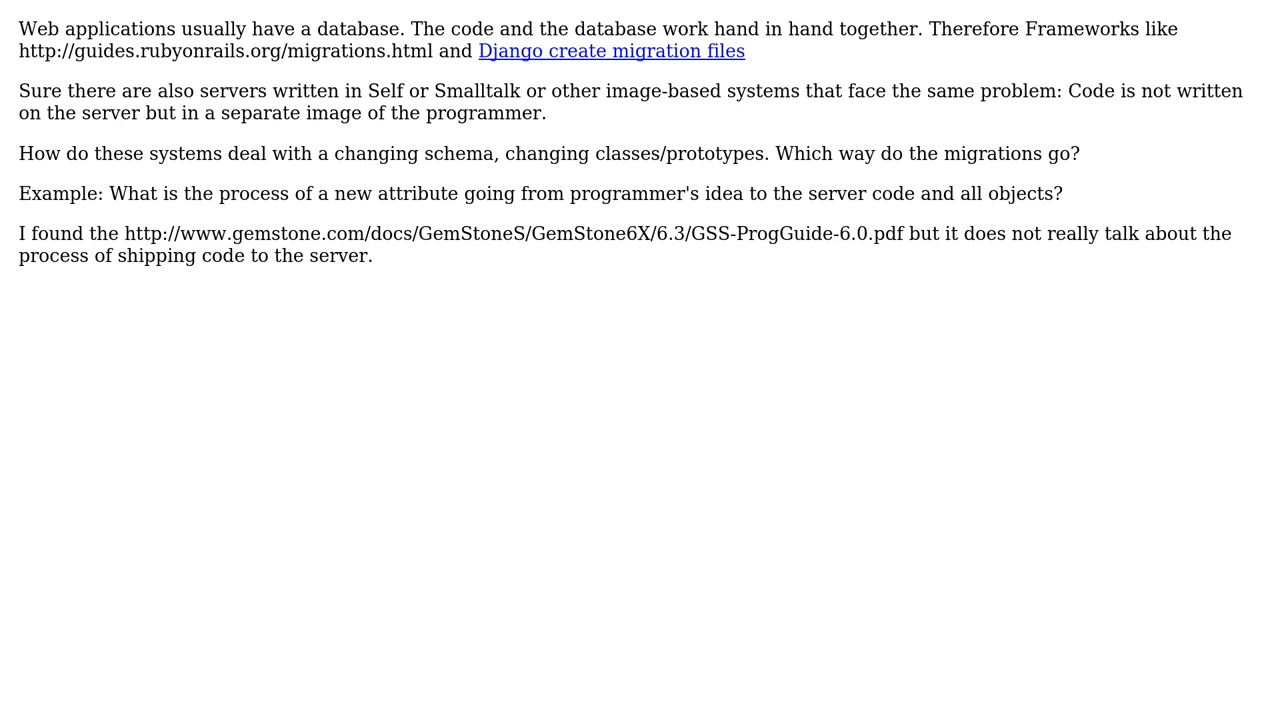 Web applications usually have a database. The code and the database work hand in hand together. Therefore Frameworks like
http://guides.rubyonrails.org/migrations.html and Django create migration files
Sure there are also servers written in Self or Smalltalk or other image-based systems that face the same problem: Code is not written
on the server but in a separate image of the programmer.
How do these systems deal with a changing schema, changing classes/prototypes. Which way do the migrations go?
Example: What is the process of a new attribute going from programmer's idea to the server code and all objects?
I found the http://www.gemstone.com/docs/GemStoneS/GemStone6X/6.3/GSS-ProgGuide-6.0.pdf but it does not really talk about the
process of shipping code to the server.